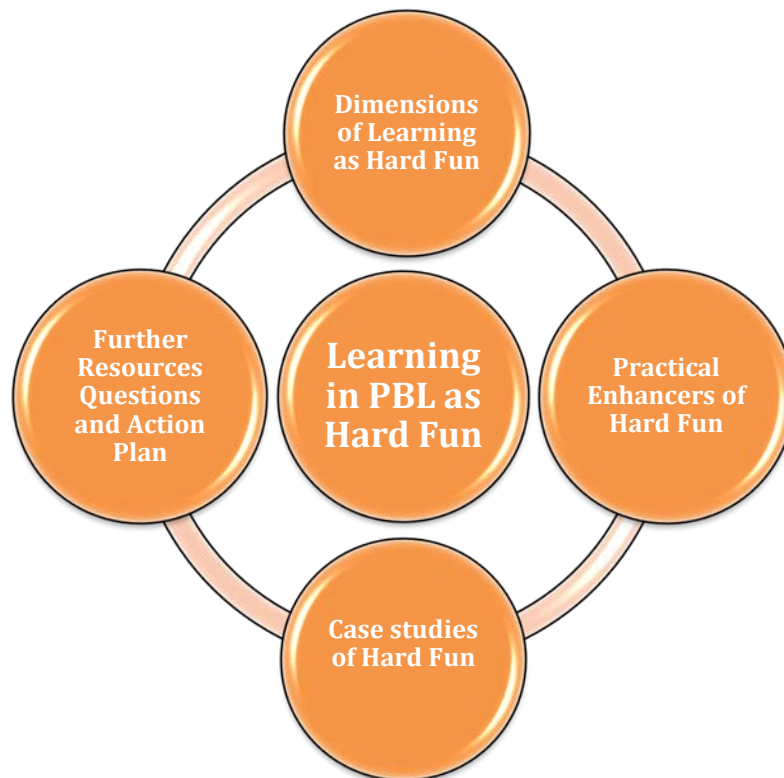 Dimensions
of Learning
as Hard Fun
Further
Resources
Questions
and Action
Plan
Learning
in PBL as
Hard Fun
Practical
Enhancers of
Hard Fun
Case studies
of Hard Fun